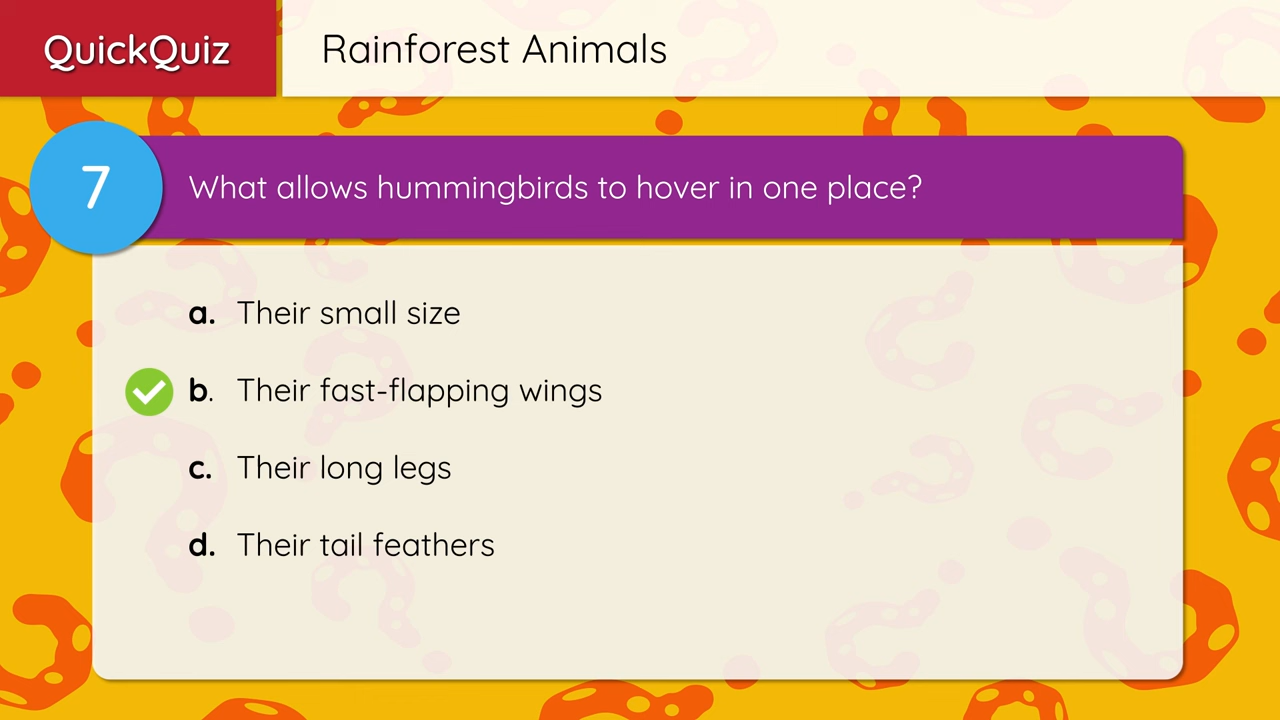 QuickQuiz
Rainforest Animals
7
What allows hummingbirds to hover in one place?
a. Their small size
b. Their fast-flapping wings
c. Their long legs
d. Their tail feathers